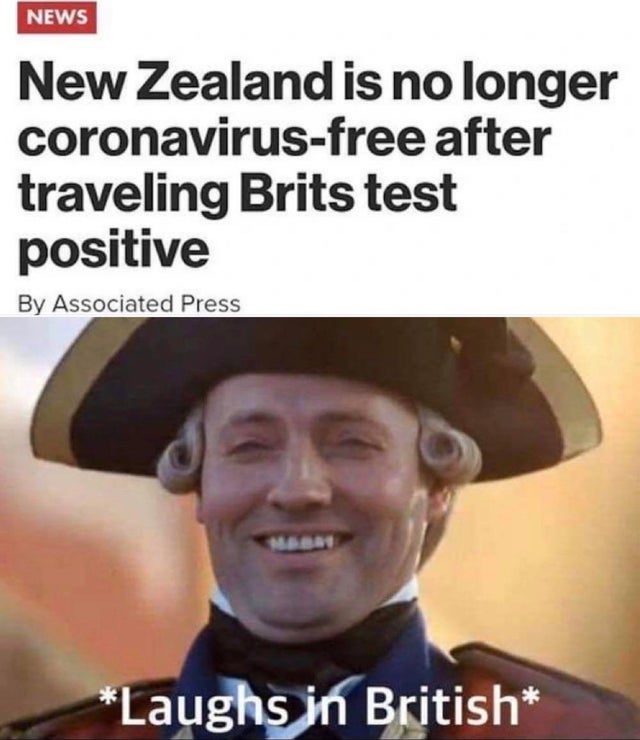 NEWS
New Zealand is no longer
coronavirus-free after
traveling Brits test
positive
By Associated Press
*Laughs in British*